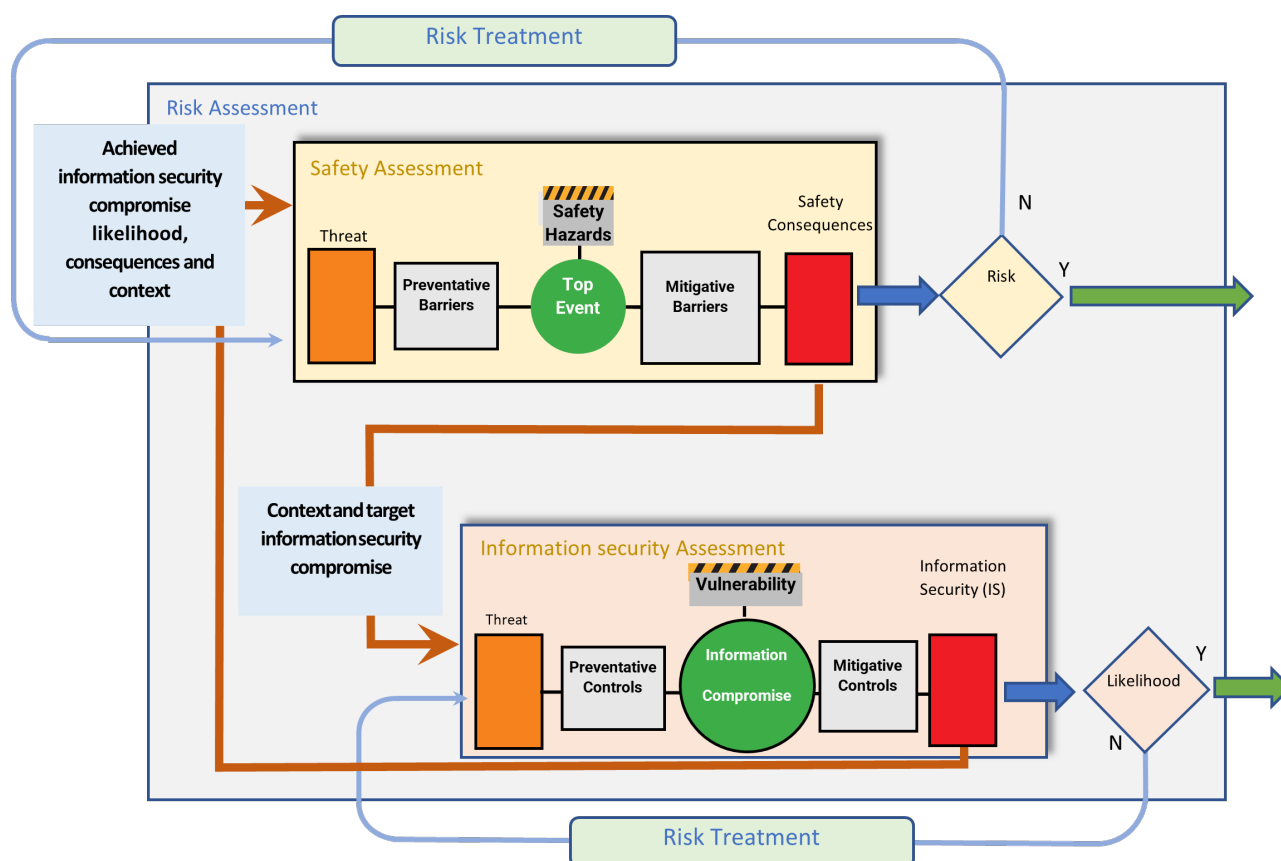 Risk Treatment
Risk Assessment
Achieved
information security
compromise
likelihood,
consequences and
context
Safety Assessment
Threat
Preventative
Barriers
Safety
Hazards
Top
Event
Mitigative
Barriers
Safety
Consequences
Risk
N
Y
Context and target
information security
compromise
Information security Assessment
Threat
Preventative
Controls
Vulnerability
Information
Compromise
Mitigative
Controls
Information
Security (IS)
Likelihood
Y
N
Risk Treatment